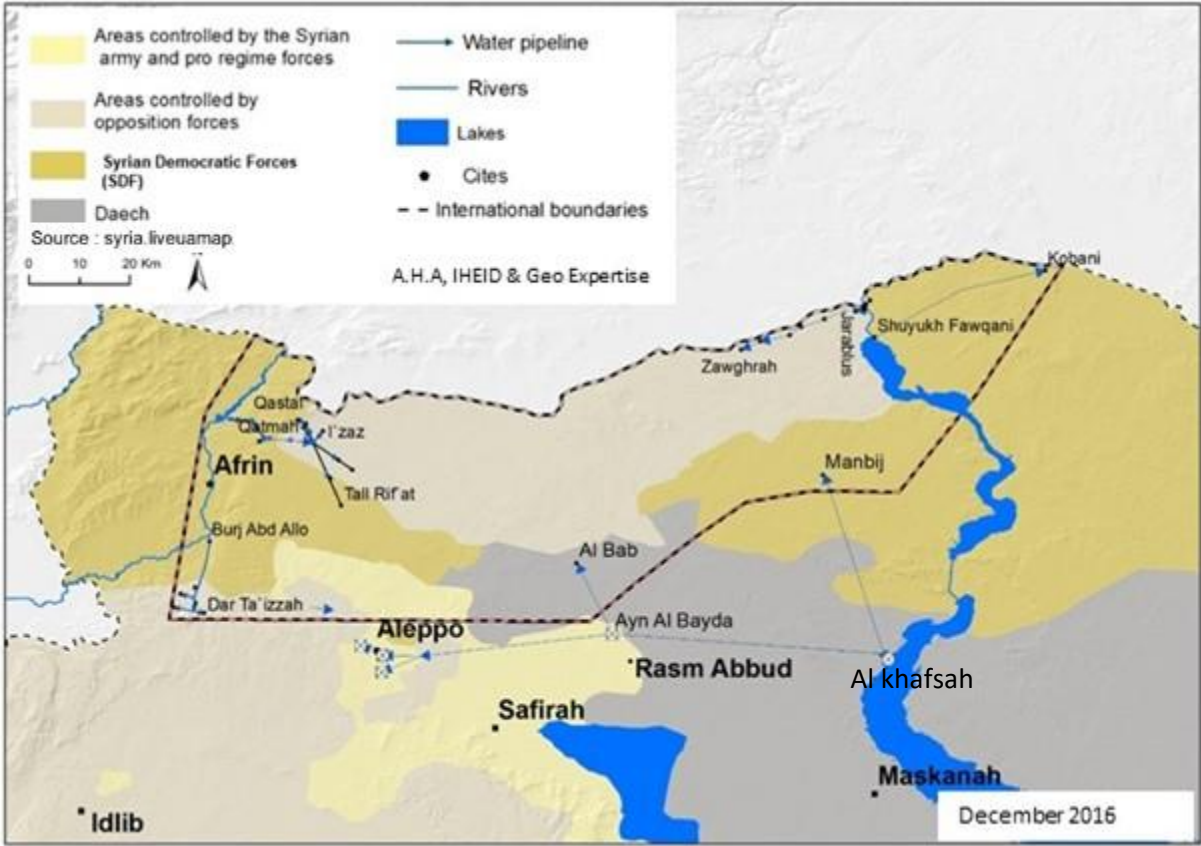 Areas controlled by the Syrian
army and pro regime forces
Areas controlled by
opposition forces
Syrian Democratic Forces
(SDF)
Daech
Source : syria.liveuamap
0 10 20 Km
Water pipeline
Rivers
Lakes
Cites
International boundaries
A.H.A, IHEID & Geo Expertise
Kobani
Jarablus
Shuyukh Fawqani
Zawghrah
Qastal
Qatmah
I`zaz
Afrin
Manbij
Tall Rif`at
Burj Abd Allo
Al Bab
Dar Ta`izzah
Ayn Al Bayda
Aleppo
Rasm Abbud
Al khafsah
Safirah
Maskanah
Idlib
December 2016